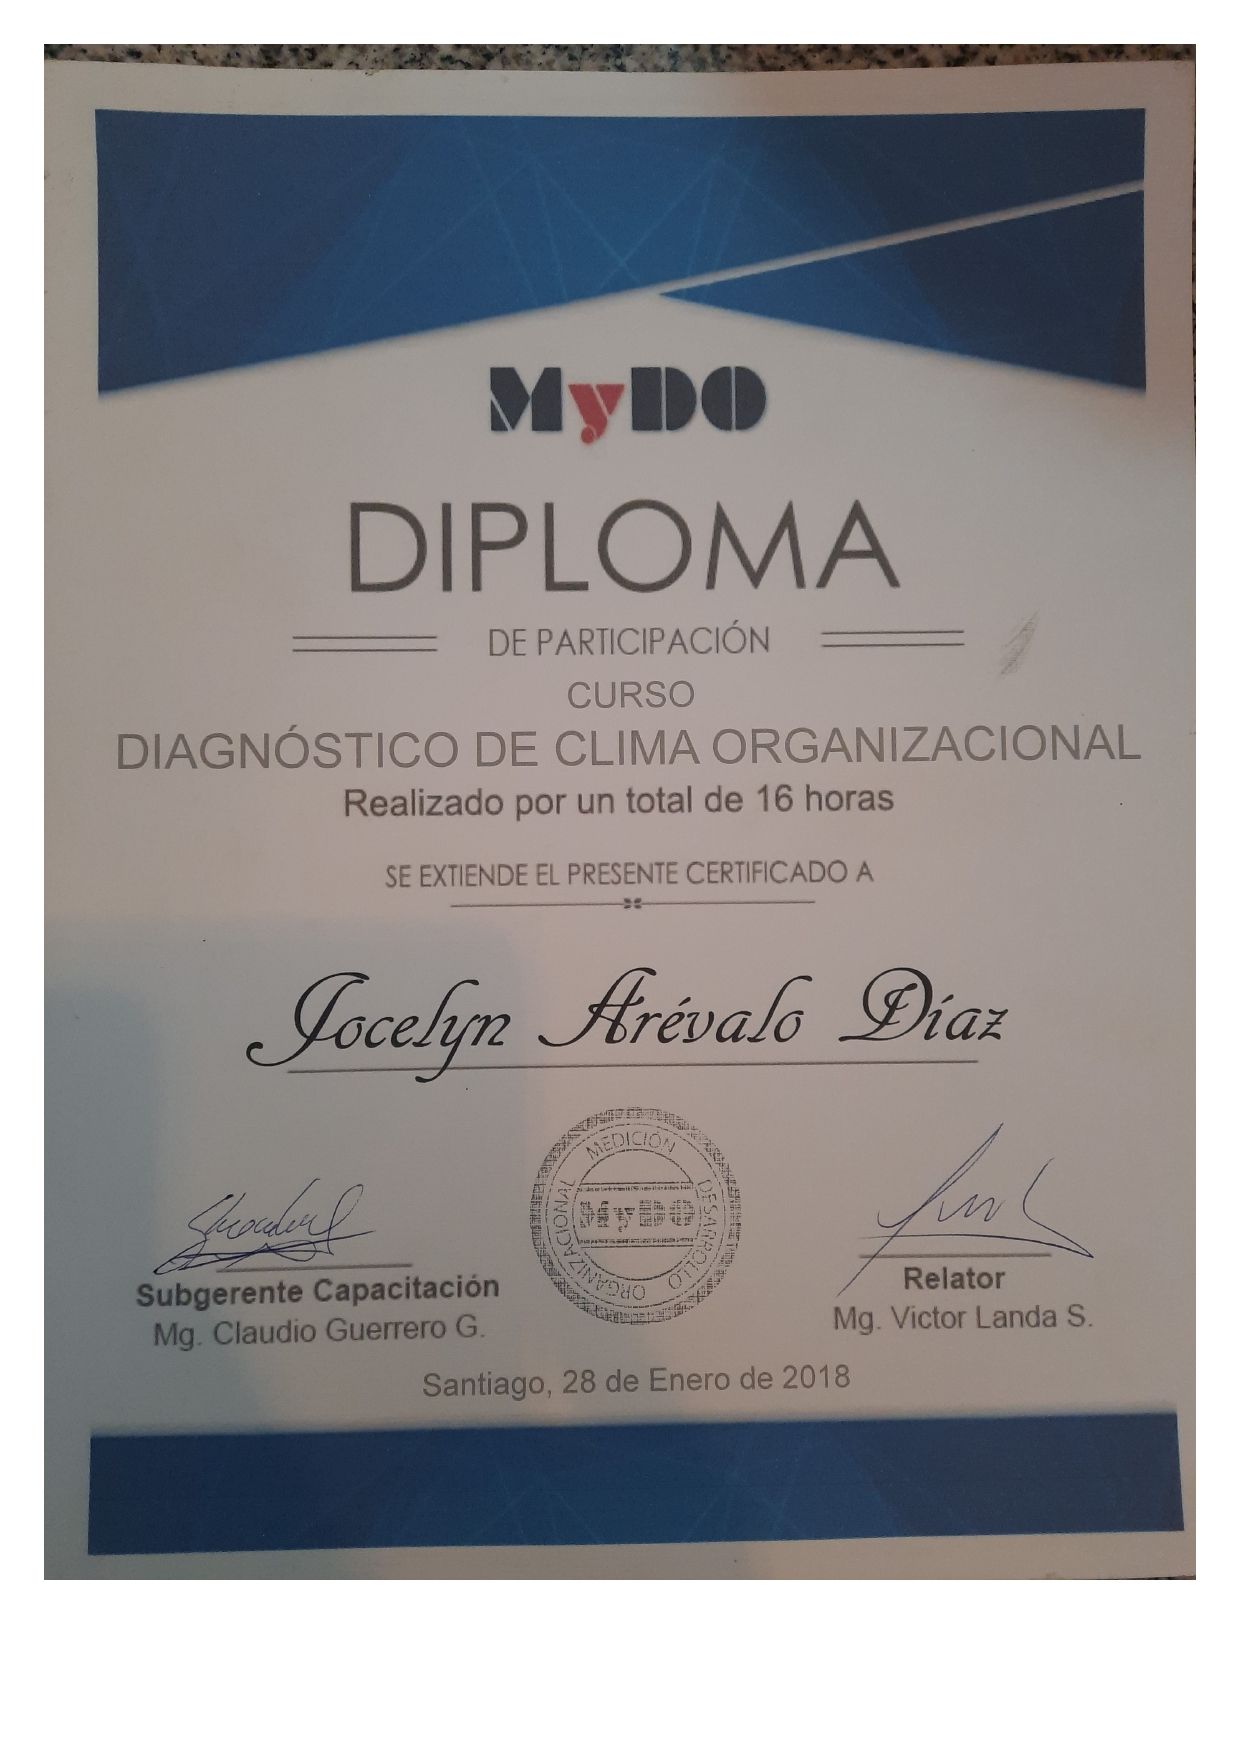 MyDO
DIPLOMA
DE PARTICIPACIÓN
CURSO
DIAGNÓSTICO DE CLIMA ORGANIZACIONAL
Realizado por un total de 16 horas
SE EXTIENDE EL PRESENTE CERTIFICADO A
Jocelyn Arévalo Díaz
MEDICIÓN DESARROLLO ORGANIZACIONAL
MyDO
Subgerente Capacitación
Mg. Claudio Guerrero G.
Relator
Mg. Victor Landa S.
Santiago, 28 de Enero de 2018